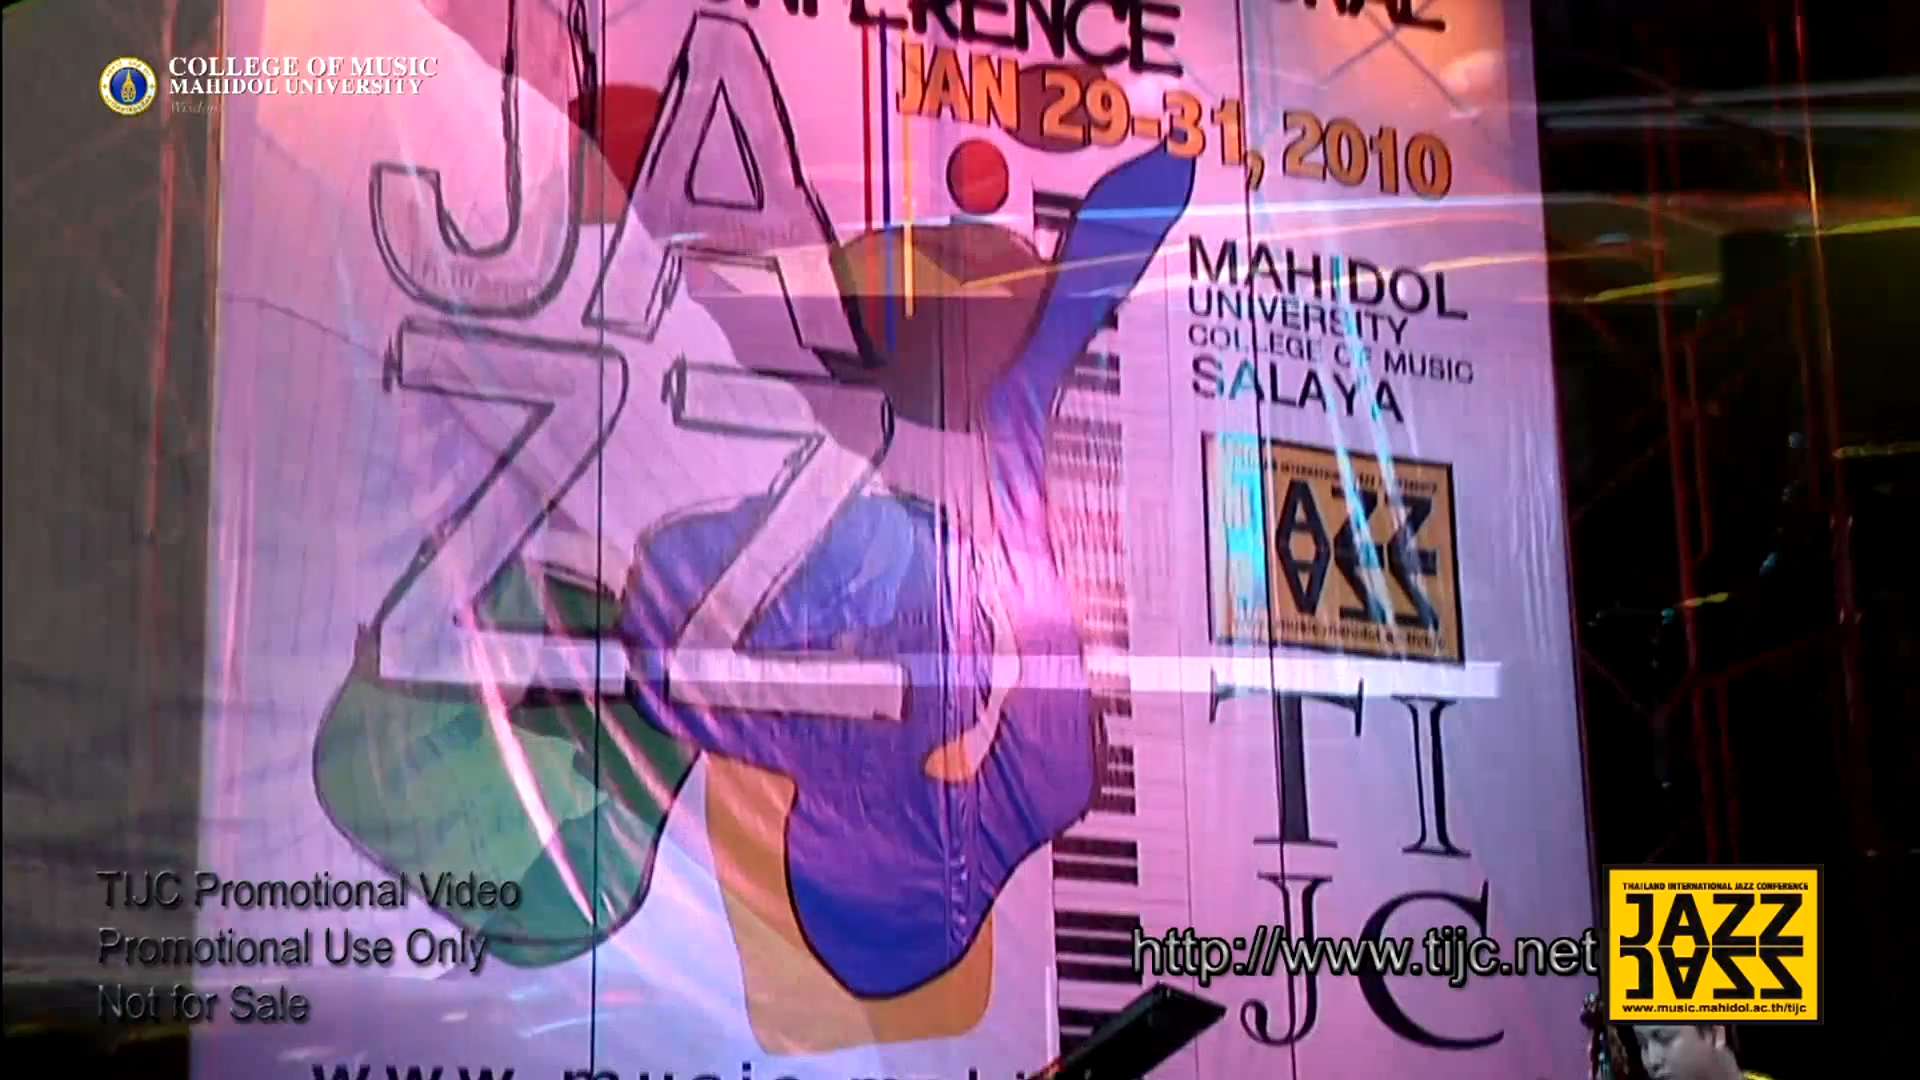 COLLEGE OF MUSIC
MAHIDOL UNIVERSITY
JAZZ
JAN 29-31, 2010
MAHIDOL
UNIVERSITY
COLLEGE OF MUSIC
SALAYA
JAZZ
TI
JC
TIJC Promotional Video
Promotional Use Only
Not for Sale
http://www.tijc.net
THAILAND INTERNATIONAL JAZZ CONFERENCE
JAZZ
JAZZ
www.music.mahidol.ac.th/tijc